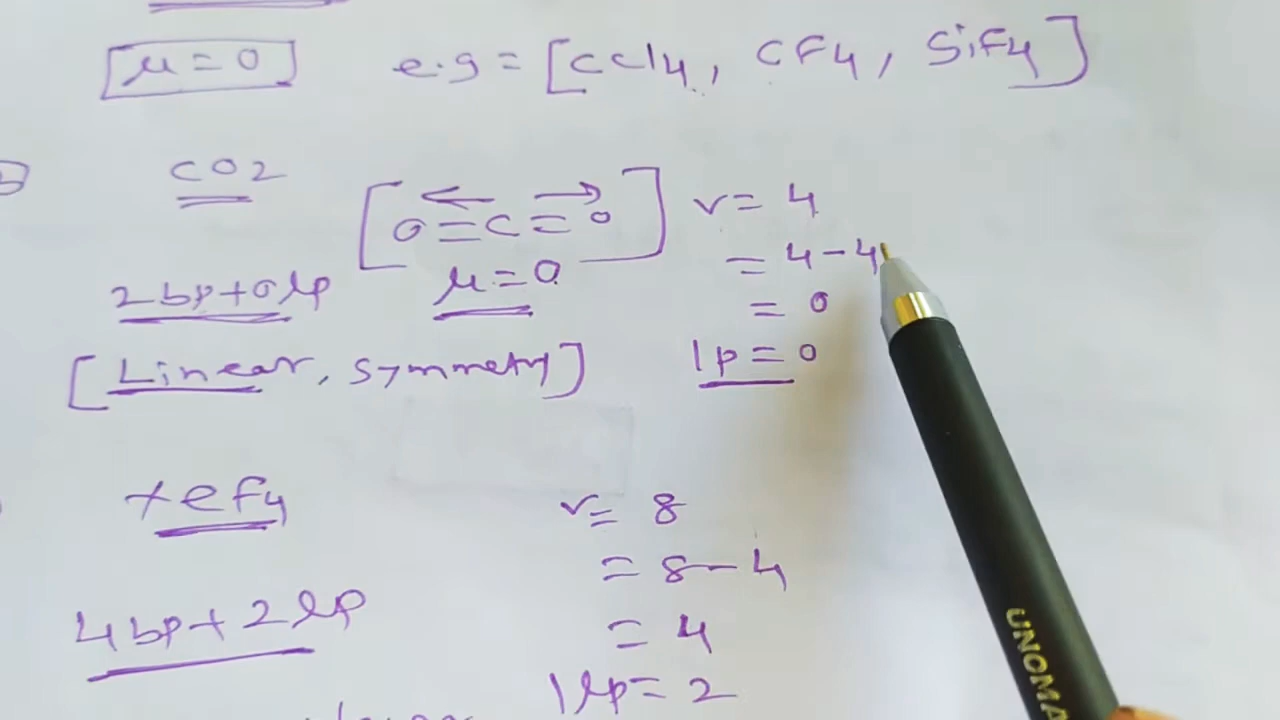 μ=0 e.g = [CCl4, CF4, SiF4]
CO2
[O=C=O] v= 4
= 4-4
2bp+0lp μ=0
= 0
[Linear, Symmetry] lp=0
XeF4 v= 8
= 8-4
4bp+2lp
= 4
lp=2
UNOMA